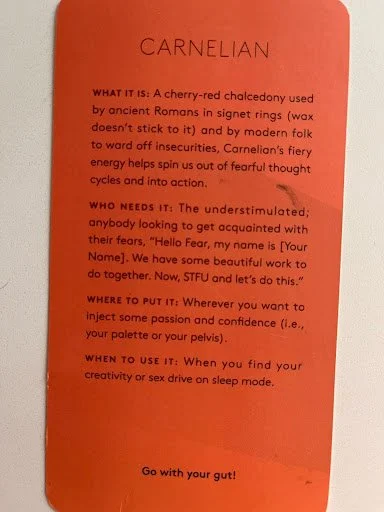 CARNELIAN
WHAT IT IS: A cherry-red chalcedony used
by ancient Romans in signet rings (wax
doesn't stick to it) and by modern folk
to ward off insecurities, Carnelian's fiery
energy helps spin us out of fearful thought
cycles and into action.
WHO NEEDS IT: The understimulated;
anybody looking to get acquainted with
their fears, "Hello Fear, my name is [Your
Name]. We have some beautiful work to
do together. Now, STFU and let's do this."
WHERE TO PUT IT: Wherever you want to
inject some passion and confidence (i.e.,
your palette or your pelvis).
WHEN TO USE IT: When you find your
creativity or sex drive on sleep mode.
Go with your gut!